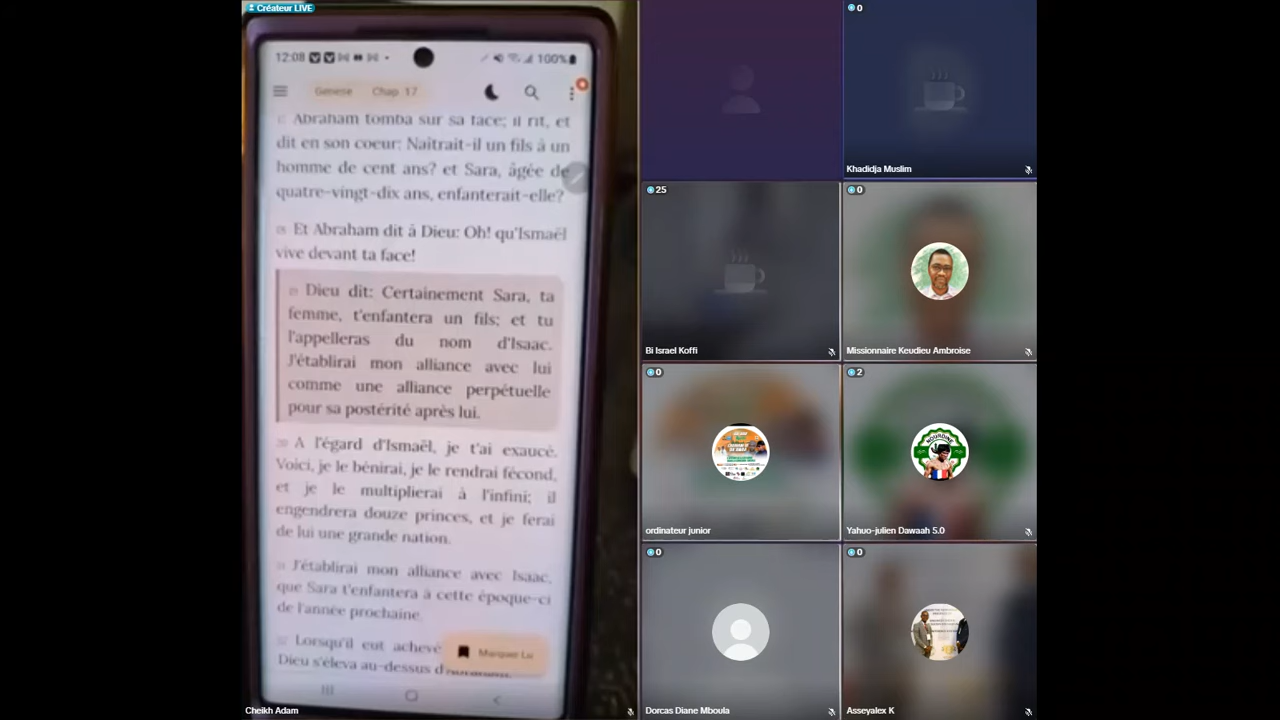 Créateur LIVE
12:08
100%
Genese Chap. 17
Abraham tomba sur sa face; il rit, et
dit en son coeur: Naîtrait-il un fils à un
homme de cent ans? et Sara, âgée de
quatre-vingt-dix ans, enfanterait-elle?
Et Abraham dit à Dieu: Oh! qu'Ismaël
vive devant ta face!
Dieu dit: Certainement Sara, ta
femme, t'enfantera un fils; et tu
l'appelleras du nom d'Isaac.
J'établirai mon alliance avec lui
comme une alliance perpétuelle
pour sa postérité après lui.
A l'égard d'Ismaël, je t'ai exaucé.
Voici, je le bénirai, je le rendrai fécond,
et je le multiplierai à l'infini; il
engendrera douze princes, et je ferai
de lui une grande nation.
J'établirai mon alliance avec Isaac,
que Sara t'enfantera à cette époque-ci
de l'année prochaine.
Lorsqu'il eut achevé
Dieu s'éleva au-dessus
Marquer Lu
Cheikh Adam
0
Khadidja Muslim
25
Bi Israel Koffi
0
Missionnaire Keudieu Ambroise
0
ordinateur junior
2
NOURDINE
Yahuo-julien Dawaah 5.0
0
Dorcas Diane Mboula
0
Asseyalex K